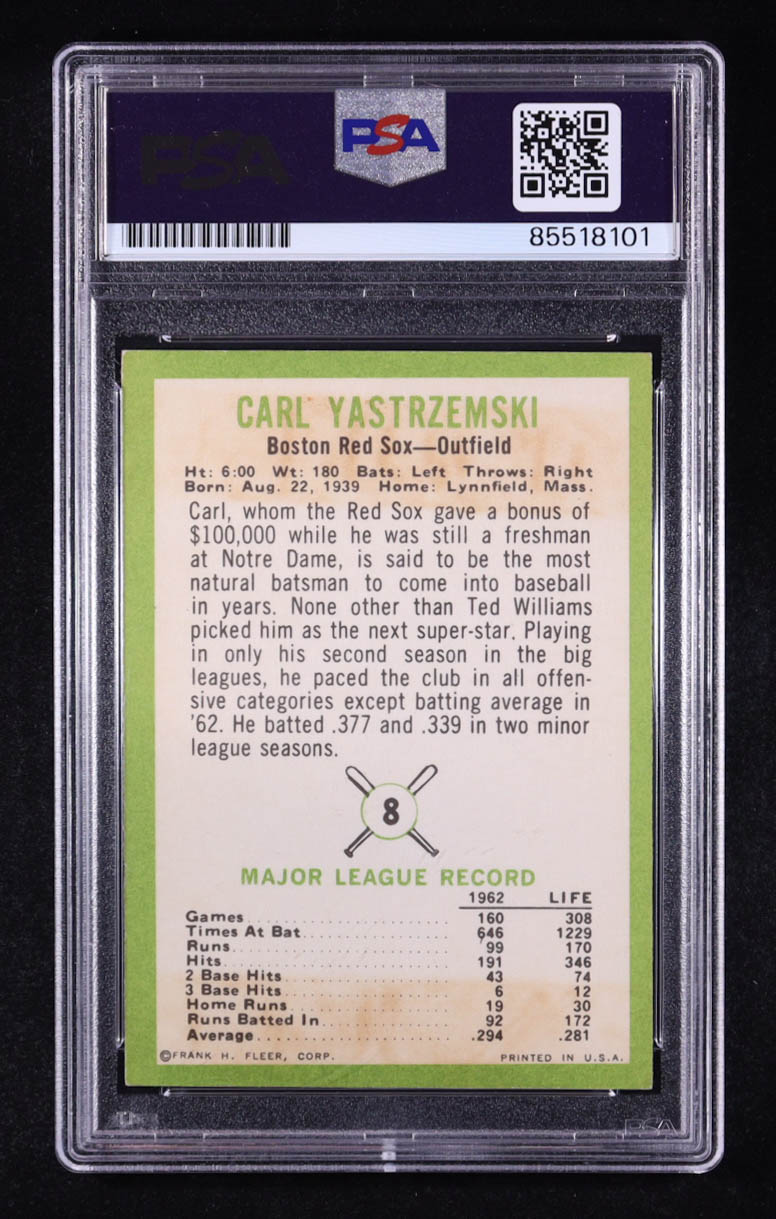 PSA
PSA
85518101
CARL YASTRZEMSKI
Boston Red Sox—Outfield
Ht: 6:00 Wt: 180 Bats: Left Throws: Right
Born: Aug. 22, 1939 Home: Lynnfield, Mass.
Carl, whom the Red Sox gave a bonus of
$100,000 while he was still a freshman
at Notre Dame, is said to be the most
natural batsman to come into baseball
in years. None other than Ted Williams
picked him as the next super-star. Playing
in only his second season in the big
leagues, he paced the club in all offen-
sive categories except batting average in
'62. He batted .377 and .339 in two minor
league seasons.
8
MAJOR LEAGUE RECORD
1962 LIFE
Games 160 308
Times At Bat 646 1229
Runs 99 170
Hits 191 346
2 Base Hits 43 74
3 Base Hits 6 12
Home Runs 19 30
Runs Batted In 92 172
Average .294 .281
©FRANK H. FLEER, CORP. PRINTED IN U.S.A.
PSA